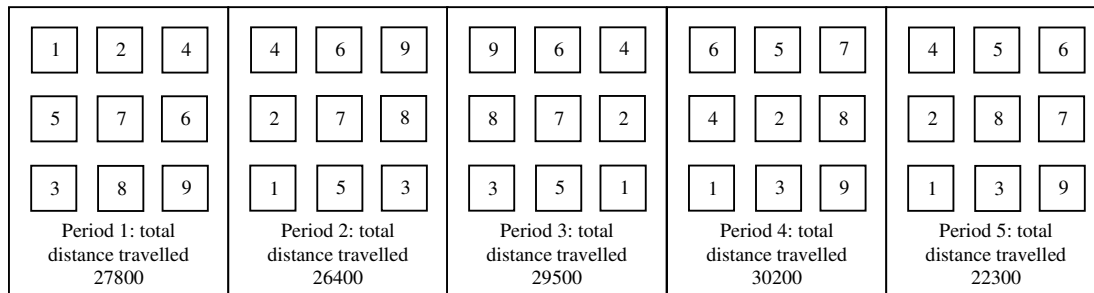 1 2 4
5 7 6
3 8 9
Period 1: total
distance travelled
27800
4 6 9
2 7 8
1 5 3
Period 2: total
distance travelled
26400
9 6 4
8 7 2
3 5 1
Period 3: total
distance travelled
29500
6 5 7
4 2 8
1 3 9
Period 4: total
distance travelled
30200
4 5 6
2 8 7
1 3 9
Period 5: total
distance travelled
22300